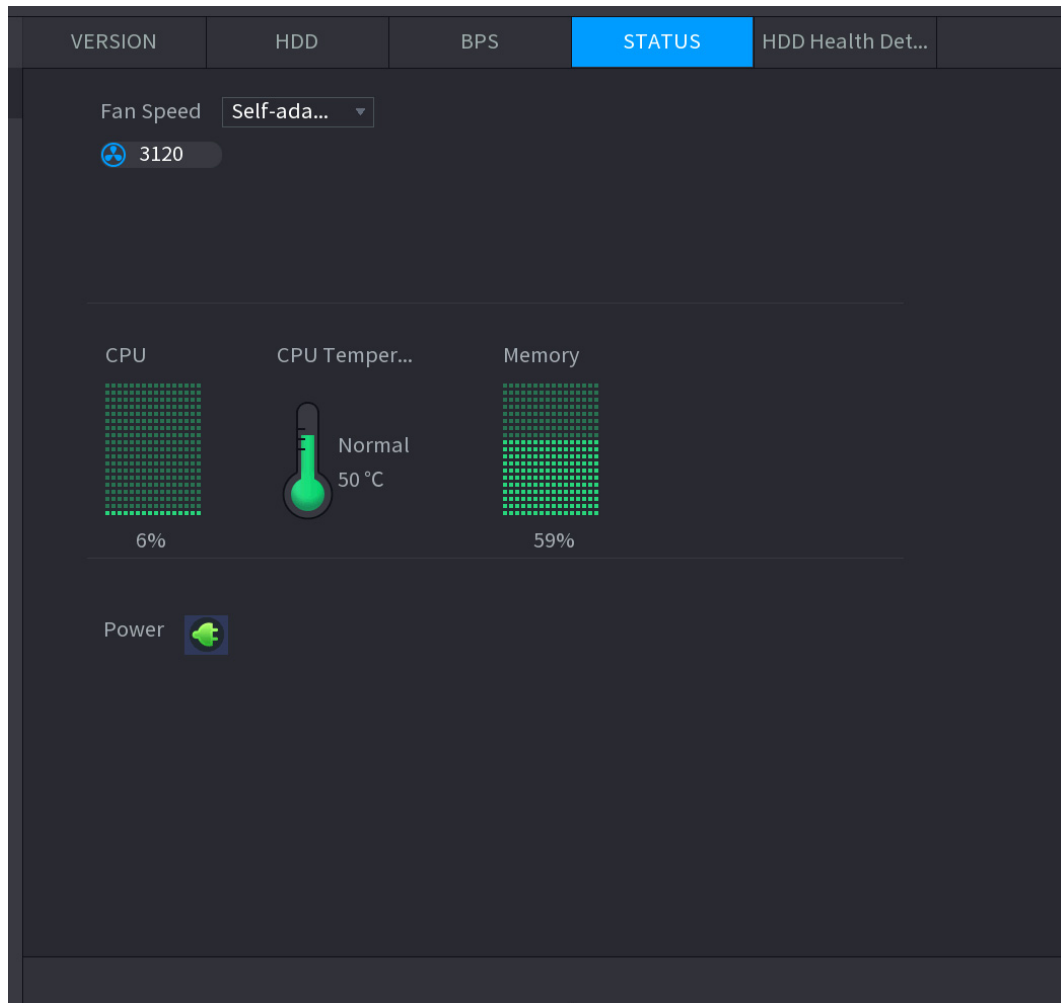 VERSION HDD BPS STATUS HDD Health Det...
Fan Speed Self-ada...
3120
CPU CPU Temper... Memory
Normal
50 °C
6% 59%
Power